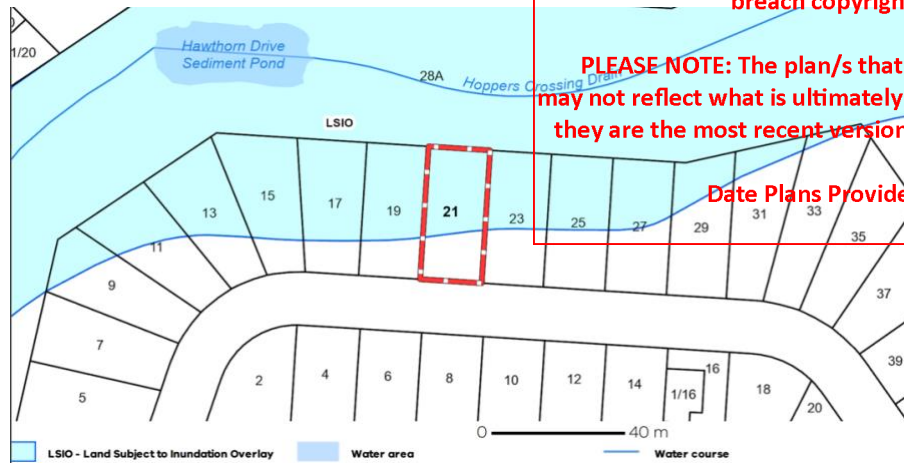 breach copyrigh
1/20
Hawthorn Drive
Sediment Pond
28A
Hoppers Crossing Drain
PLEASE NOTE: The plan/s that
may not reflect what is ultimately
they are the most recent version
LSIO
Date Plans Provide
15
17
19
21
23
25
27
29
31
33
35
13
11
9
37
7
5
2
4
6
8
10
12
14
16
1/16
18
20
39
0
40 m
LSIO - Land Subject to Inundation Overlay
Water area
Water course